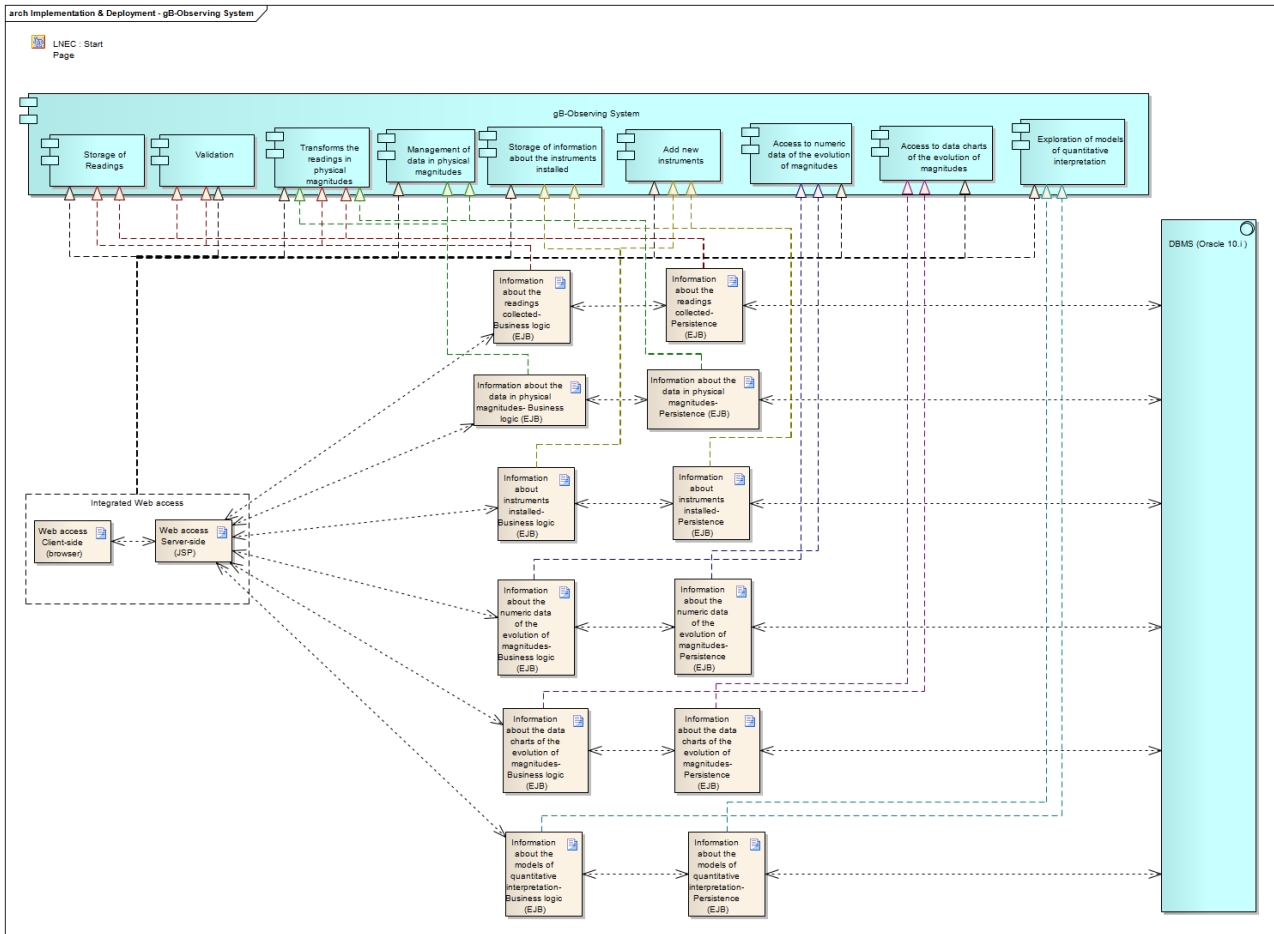 arch Implementation & Deployment - gB-Observing System
LNEC : Start
Page
gB-Observing System
Storage of
Readings
Validation
Transforms the
readings in
physical
magnitudes
Management of
data in physical
magnitudes
Storage of information
about the instruments
installed
Add new
instruments
Access to numeric
data of the evolution
of magnitudes
Access to data charts
of the evolution of
magnitudes
Exploration of models
of quantitative
interpretation
DBMS (Oracle 10.i )
Information
about the
readings
collected-
Business logic
(EJB)
Information
about the
readings
collected-
Persistence
(EJB)
Information about the
data in physical
magnitudes- Business
logic (EJB)
Information about the
data in physical
magnitudes-
Persistence (EJB)
Information
about
instruments
installed-
Business logic
(EJB)
Information
about
instruments
installed-
Persistence
(EJB)
Integrated Web access
Web access
Client-side
(browser)
Web access
Server-side
(JSP)
Information
about the
numeric data
of the
evolution of
magnitudes-
Business logic
(EJB)
Information
about the
numeric data
of the
evolution of
magnitudes-
Persistence
(EJB)
Information
about the data
charts of the
evolution of
magnitudes-
Business logic
(EJB)
Information
about the data
charts of the
evolution of
magnitudes-
Persistence
(EJB)
Information
about the
models of
quantitative
interpretation-
Business logic
(EJB)
Information
about the
models of
quantitative
interpretation-
Persistence
(EJB)